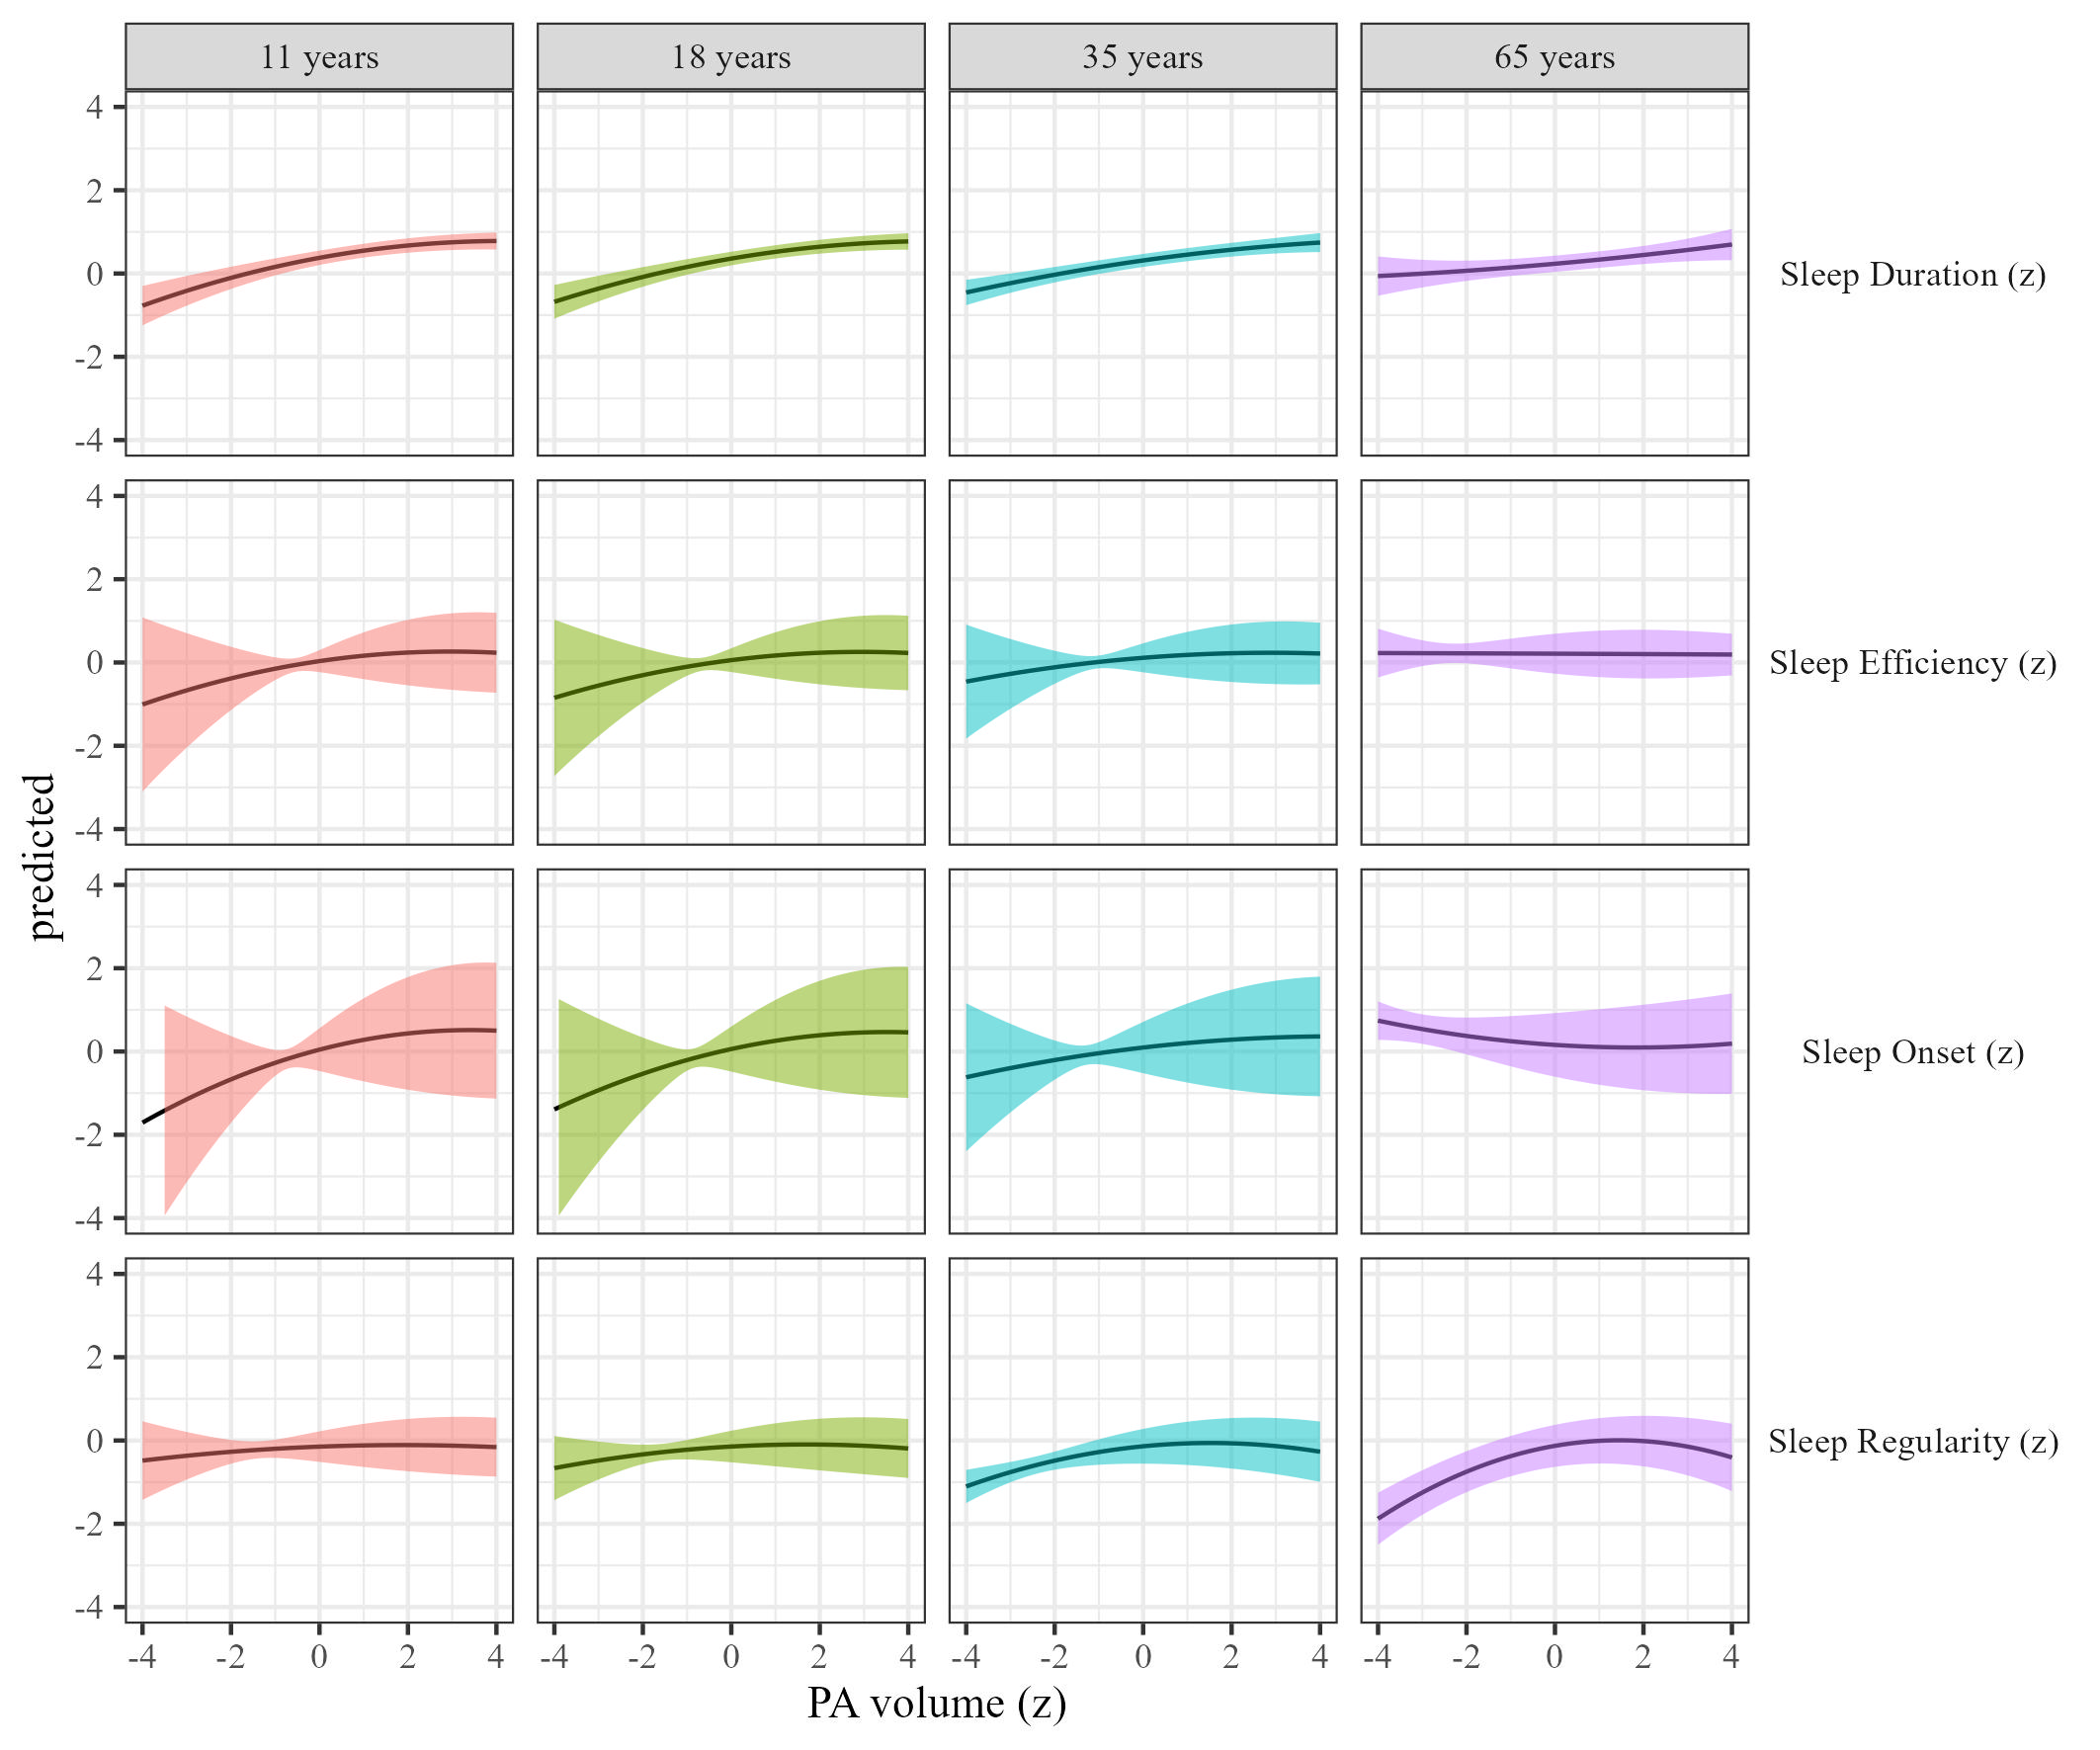 11 years 18 years 35 years 65 years
4
2
0
-2
-4
Sleep Duration (z)
4
2
0
-2
-4
Sleep Efficiency (z)
predicted
4
2
0
-2
-4
Sleep Onset (z)
4
2
0
-2
-4
Sleep Regularity (z)
-4 -2 0 2 4 -4 -2 0 2 4 -4 -2 0 2 4 -4 -2 0 2 4
PA volume (z)